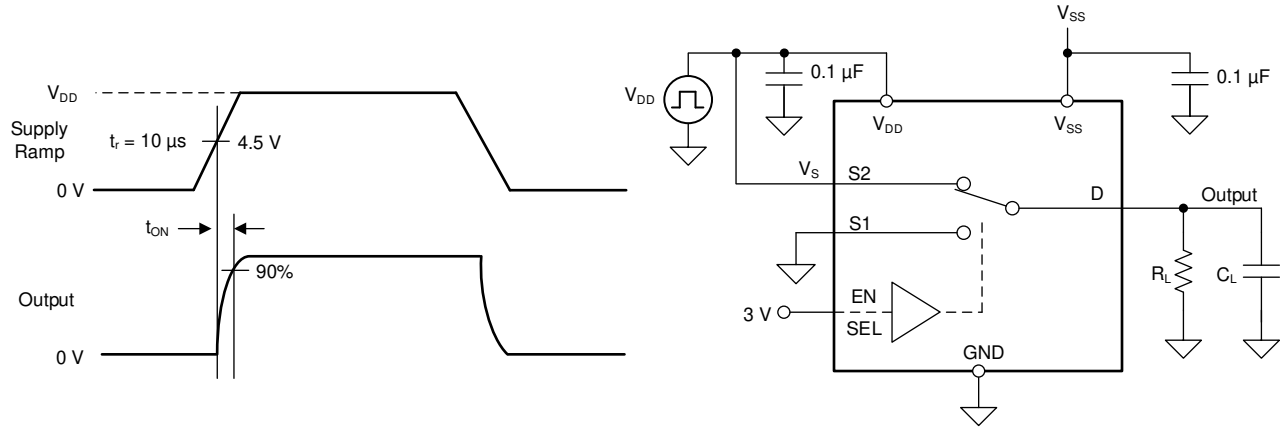 V_DD
Supply
Ramp
t_r = 10 µs
4.5 V
0 V
t_ON
90%
Output
0 V
V_SS
0.1 µF
0.1 µF
V_DD
V_DD
V_SS
V_S
S2
D
Output
S1
R_L
C_L
3 V
EN
SEL
GND